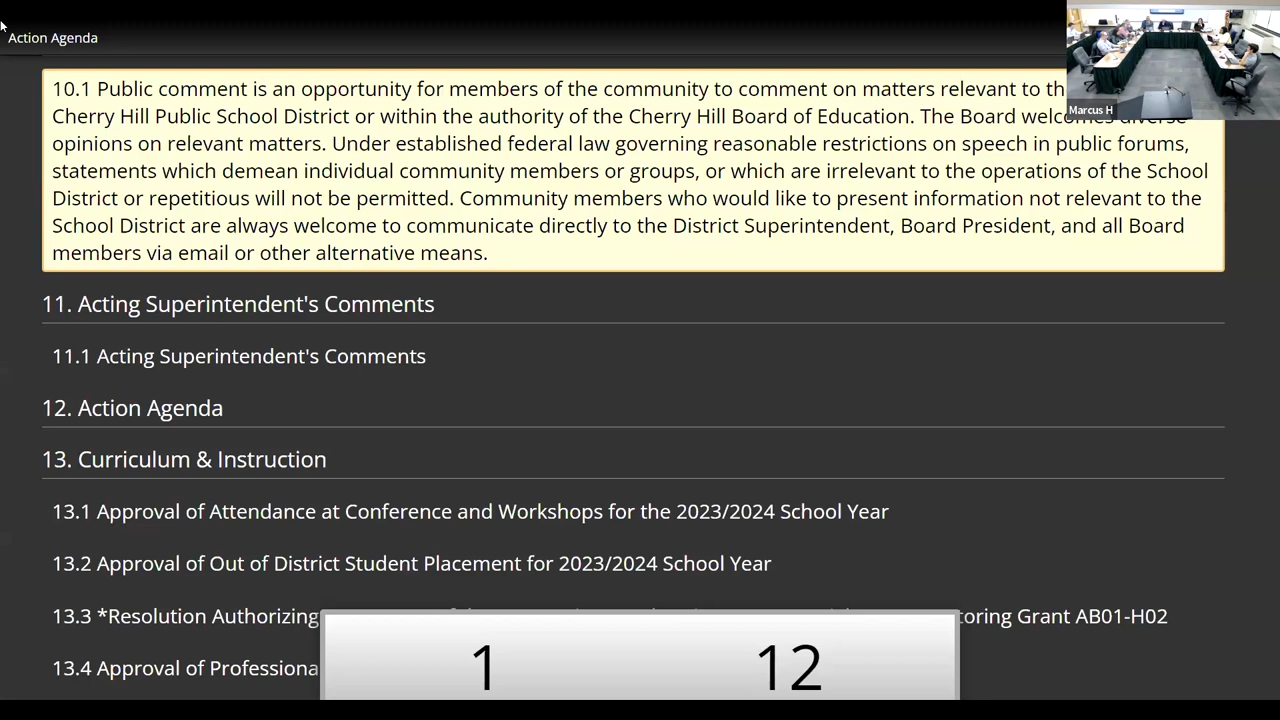 Action Agenda
10.1 Public comment is an opportunity for members of the community to comment on matters relevant to th
Cherry Hill Public School District or within the authority of the Cherry Hill Board of Education. The Board welcomes diverse
opinions on relevant matters. Under established federal law governing reasonable restrictions on speech in public forums,
statements which demean individual community members or groups, or which are irrelevant to the operations of the School
District or repetitious will not be permitted. Community members who would like to present information not relevant to the
School District are always welcome to communicate directly to the District Superintendent, Board President, and all Board
members via email or other alternative means.
Marcus H
11. Acting Superintendent's Comments
11.1 Acting Superintendent's Comments
12. Action Agenda
13. Curriculum & Instruction
13.1 Approval of Attendance at Conference and Workshops for the 2023/2024 School Year
13.2 Approval of Out of District Student Placement for 2023/2024 School Year
13.3 *Resolution Authorizing toring Grant AB01-H02
13.4 Approval of Professiona
1 12